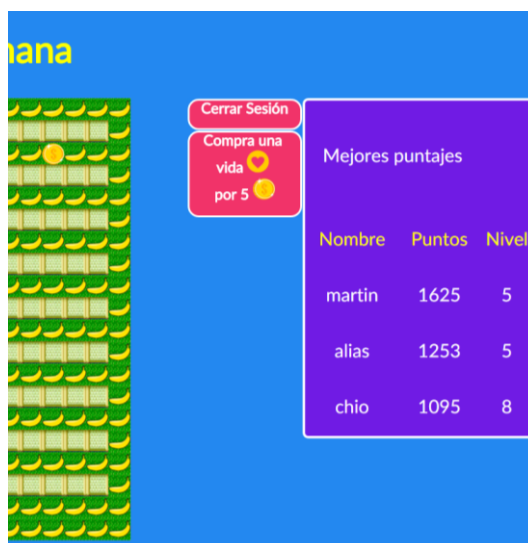 Cerrar Sesión
Compra una
vida
por 5
Mejores puntajes
Nombre Puntos Nivel
martin 1625 5
alias 1253 5
chio 1095 8